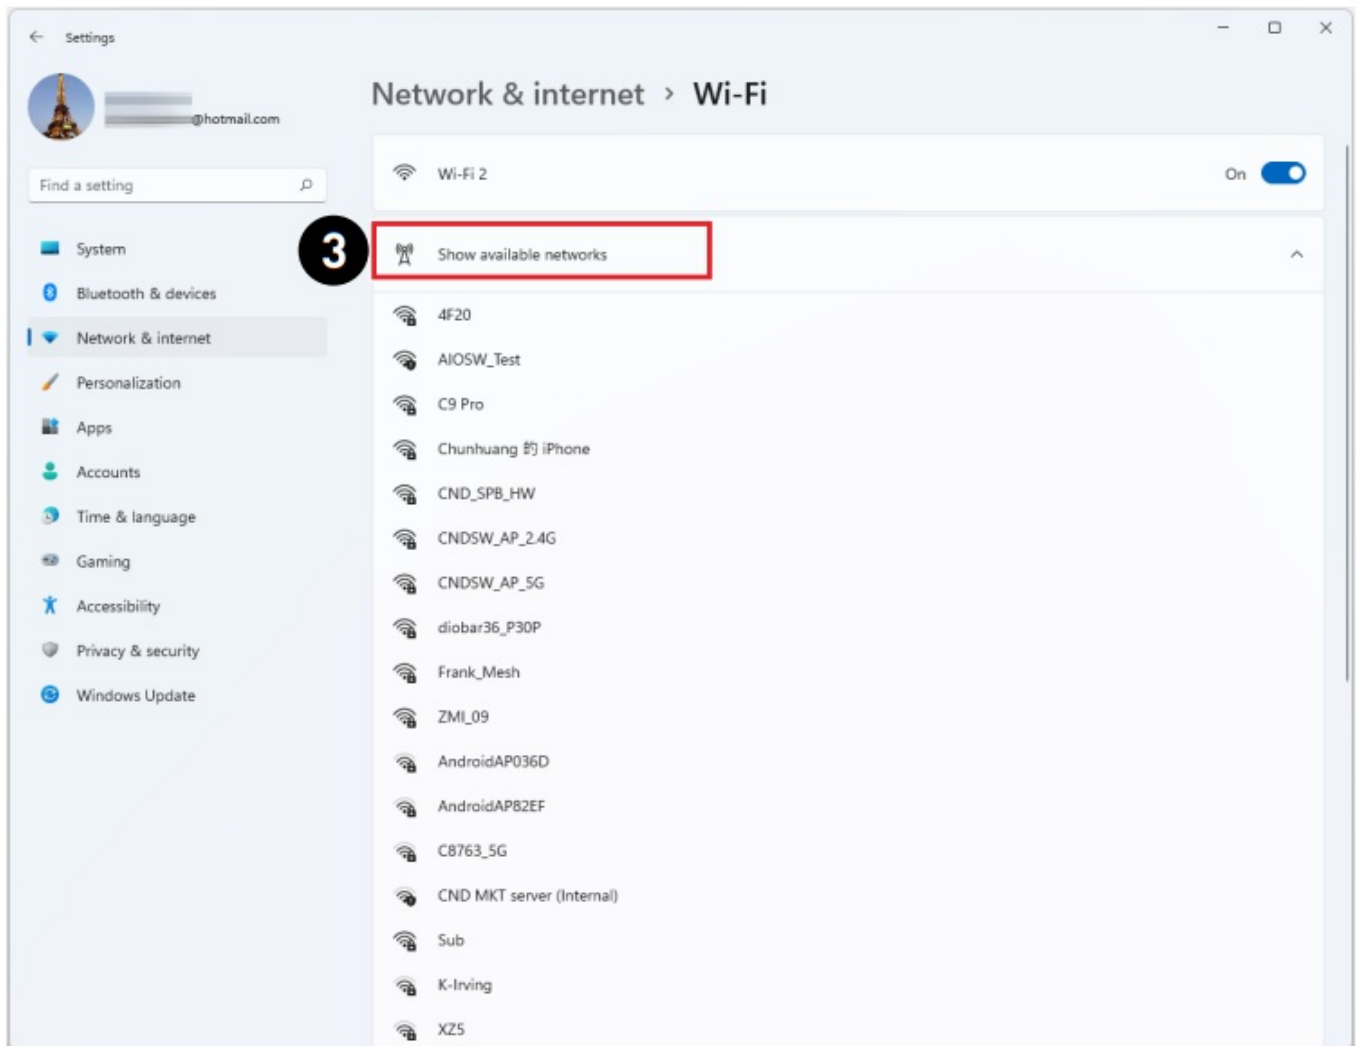 Settings
@hotmail.com
Find a setting
System
Bluetooth & devices
Network & internet
Personalization
Apps
Accounts
Time & language
Gaming
Accessibility
Privacy & security
Windows Update
Network & internet > Wi-Fi
Wi-Fi 2 On
3 Show available networks
4F20
AIOSW_Test
C9 Pro
Chunhuang 的 iPhone
CND_SPB_HW
CNDSW_AP_2.4G
CNDSW_AP_5G
diobar36_P30P
Frank_Mesh
ZMI_09
AndroidAP036D
AndroidAP82EF
C8763_5G
CND MKT server (Internal)
Sub
K-Irving
XZ5